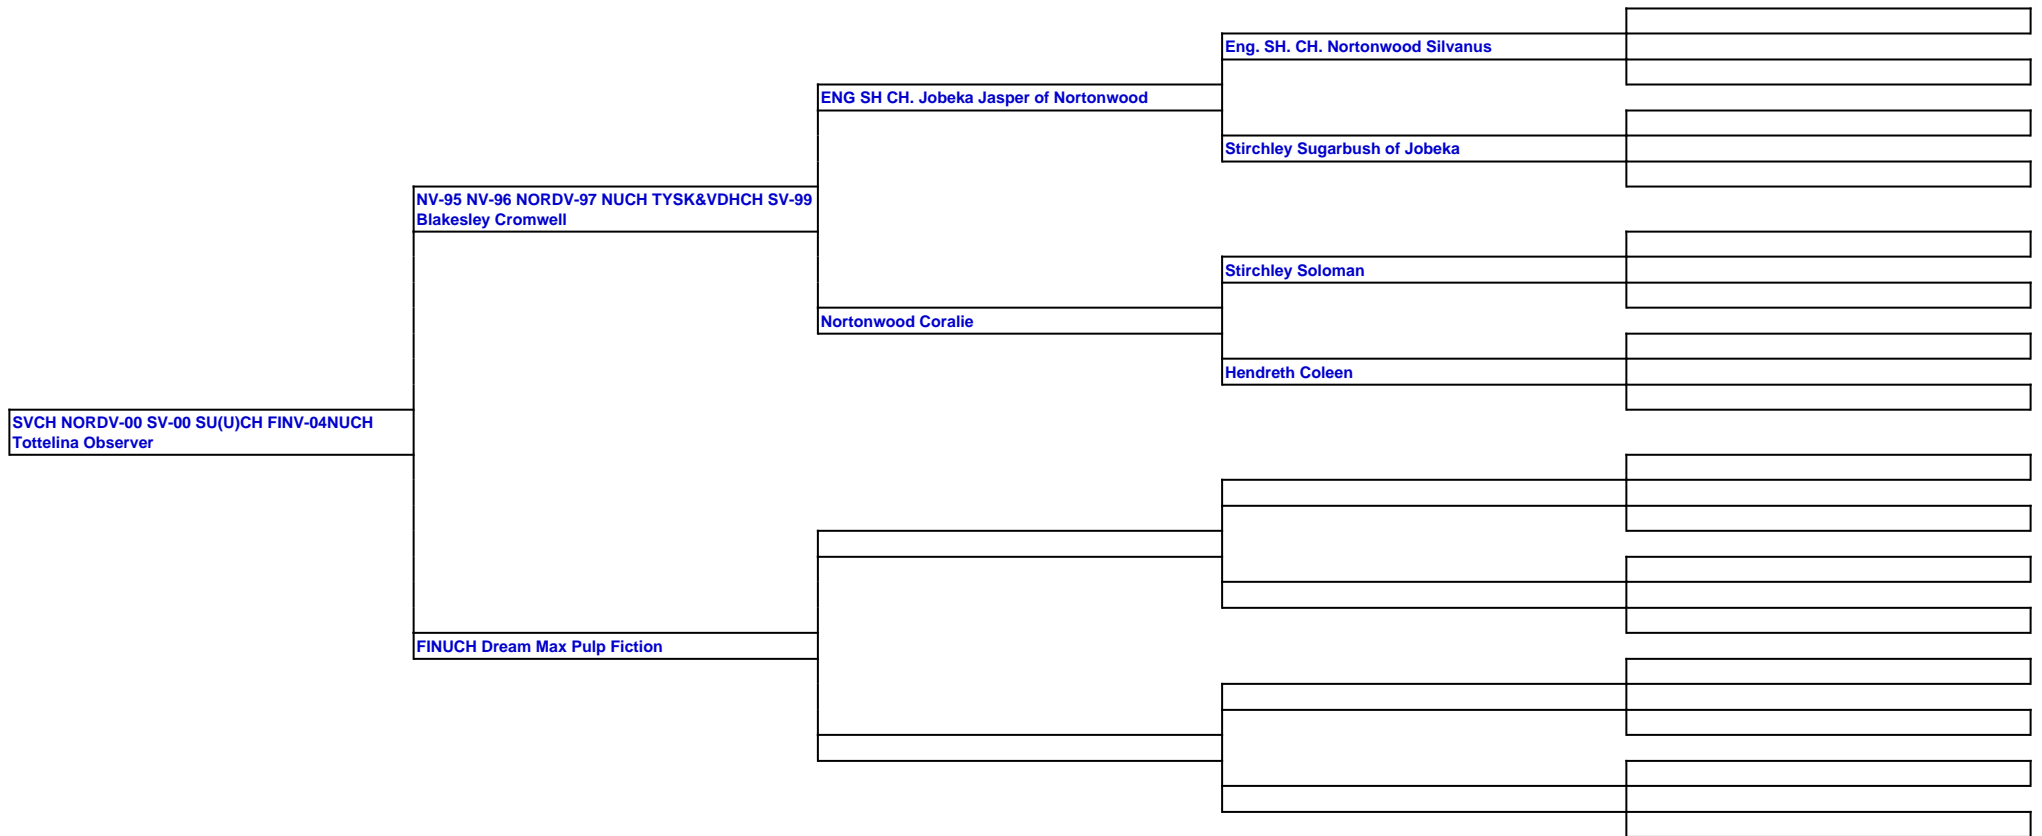 Eng. SH. CH. Nortonwood Silvanus
ENG SH CH. Jobeka Jasper of Nortonwood
Stirchley Sugarbush of Jobeka
NV-95 NV-96 NORDV-97 NUCH TYSK&VDHCH SV-99
Blakesley Cromwell
Stirchley Soloman
Nortonwood Coralie
Hendreth Coleen
SVCH NORDV-00 SV-00 SU(U)CH FINV-04NUCH
Tottelina Observer
FINUCH Dream Max Pulp Fiction